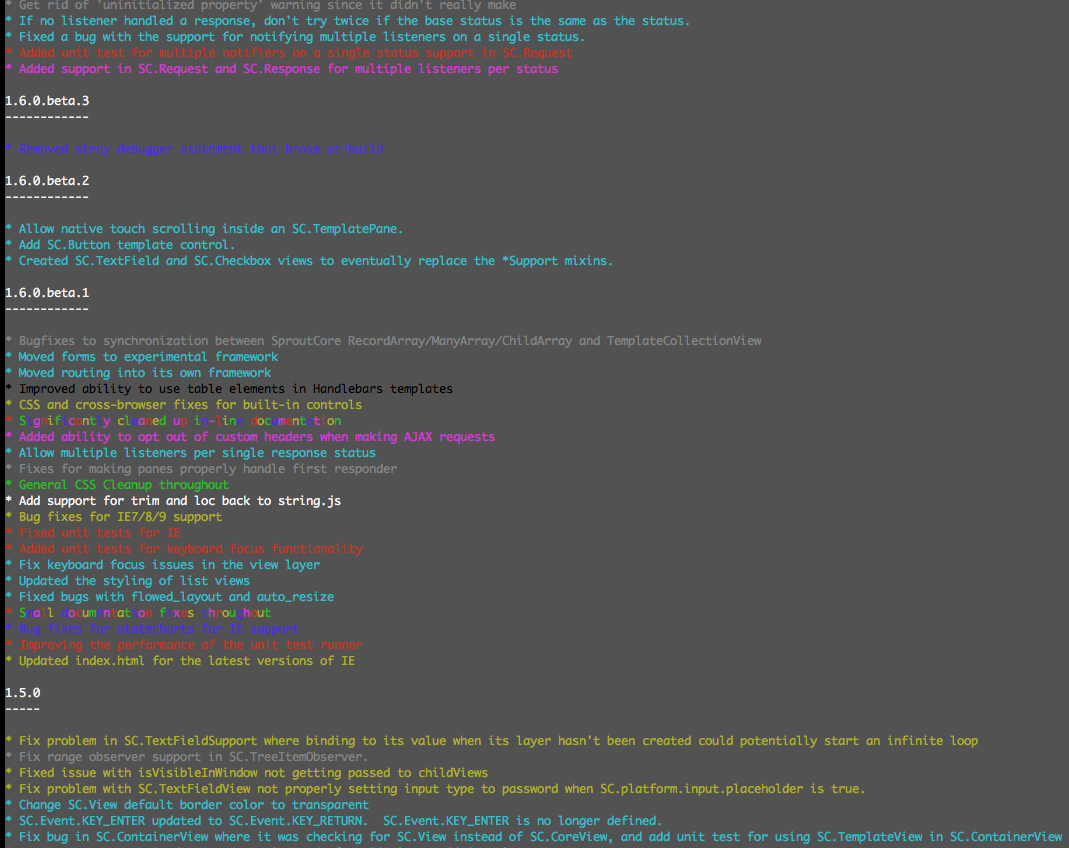 * Get rid of 'uninitialized property' warning since it didn't really make
* If no listener handled a response, don't try twice if the base status is the same as the status.
* Fixed a bug with the support for notifying multiple listeners on a single status.
* Added unit test for multiple notifiers on a single status support in SC.Request
* Added support in SC.Request and SC.Response for multiple listeners per status
1.6.0.beta.3
------------
* Removed stray debugger statement that broke sc-build
1.6.0.beta.2
------------
* Allow native touch scrolling inside an SC.TemplatePane.
* Add SC.Button template control.
* Created SC.TextField and SC.Checkbox views to eventually replace the *Support mixins.
1.6.0.beta.1
------------
* Bugfixes to synchronization between SproutCore RecordArray/ManyArray/ChildArray and TemplateCollectionView
* Moved forms to experimental framework
* Moved routing into its own framework
* Improved ability to use table elements in Handlebars templates
* CSS and cross-browser fixes for built-in controls
* Significantly cleaned up in-line documentation
* Added ability to opt out of custom headers when making AJAX requests
* Allow multiple listeners per single response status
* Fixes for making panes properly handle first responder
* General CSS Cleanup throughout
* Add support for trim and loc back to string.js
* Bug fixes for IE7/8/9 support
* Fixed unit tests for IE
* Added unit tests for keyboard focus functionality
* Fix keyboard focus issues in the view layer
* Updated the styling of list views
* Fixed bugs with flowed_layout and auto_resize
* Small fixes throughout
* Bug fixes for statecharts for IE support
* Improving the performance of the unit test runner
* Updated index.html for the latest versions of IE
1.5.0
-----
* Fix problem in SC.TextFieldSupport where binding to its value when its layer hasn't been created could potentially start an infinite loop
* Fix range observer support in SC.TreeItemObserver.
* Fixed issue with isVisibleInWindow not getting passed to childViews
* Fix problem with SC.TextFieldView not properly setting input type to password when SC.platform.input.placeholder is true.
* Change SC.View default border color to transparent
* SC.Event.KEY_ENTER updated to SC.Event.KEY_RETURN.  SC.Event.KEY_ENTER is no longer defined.
* Fix bug in SC.ContainerView where it was checking for SC.View instead of SC.CoreView, and add unit test for using SC.TemplateView in SC.ContainerView